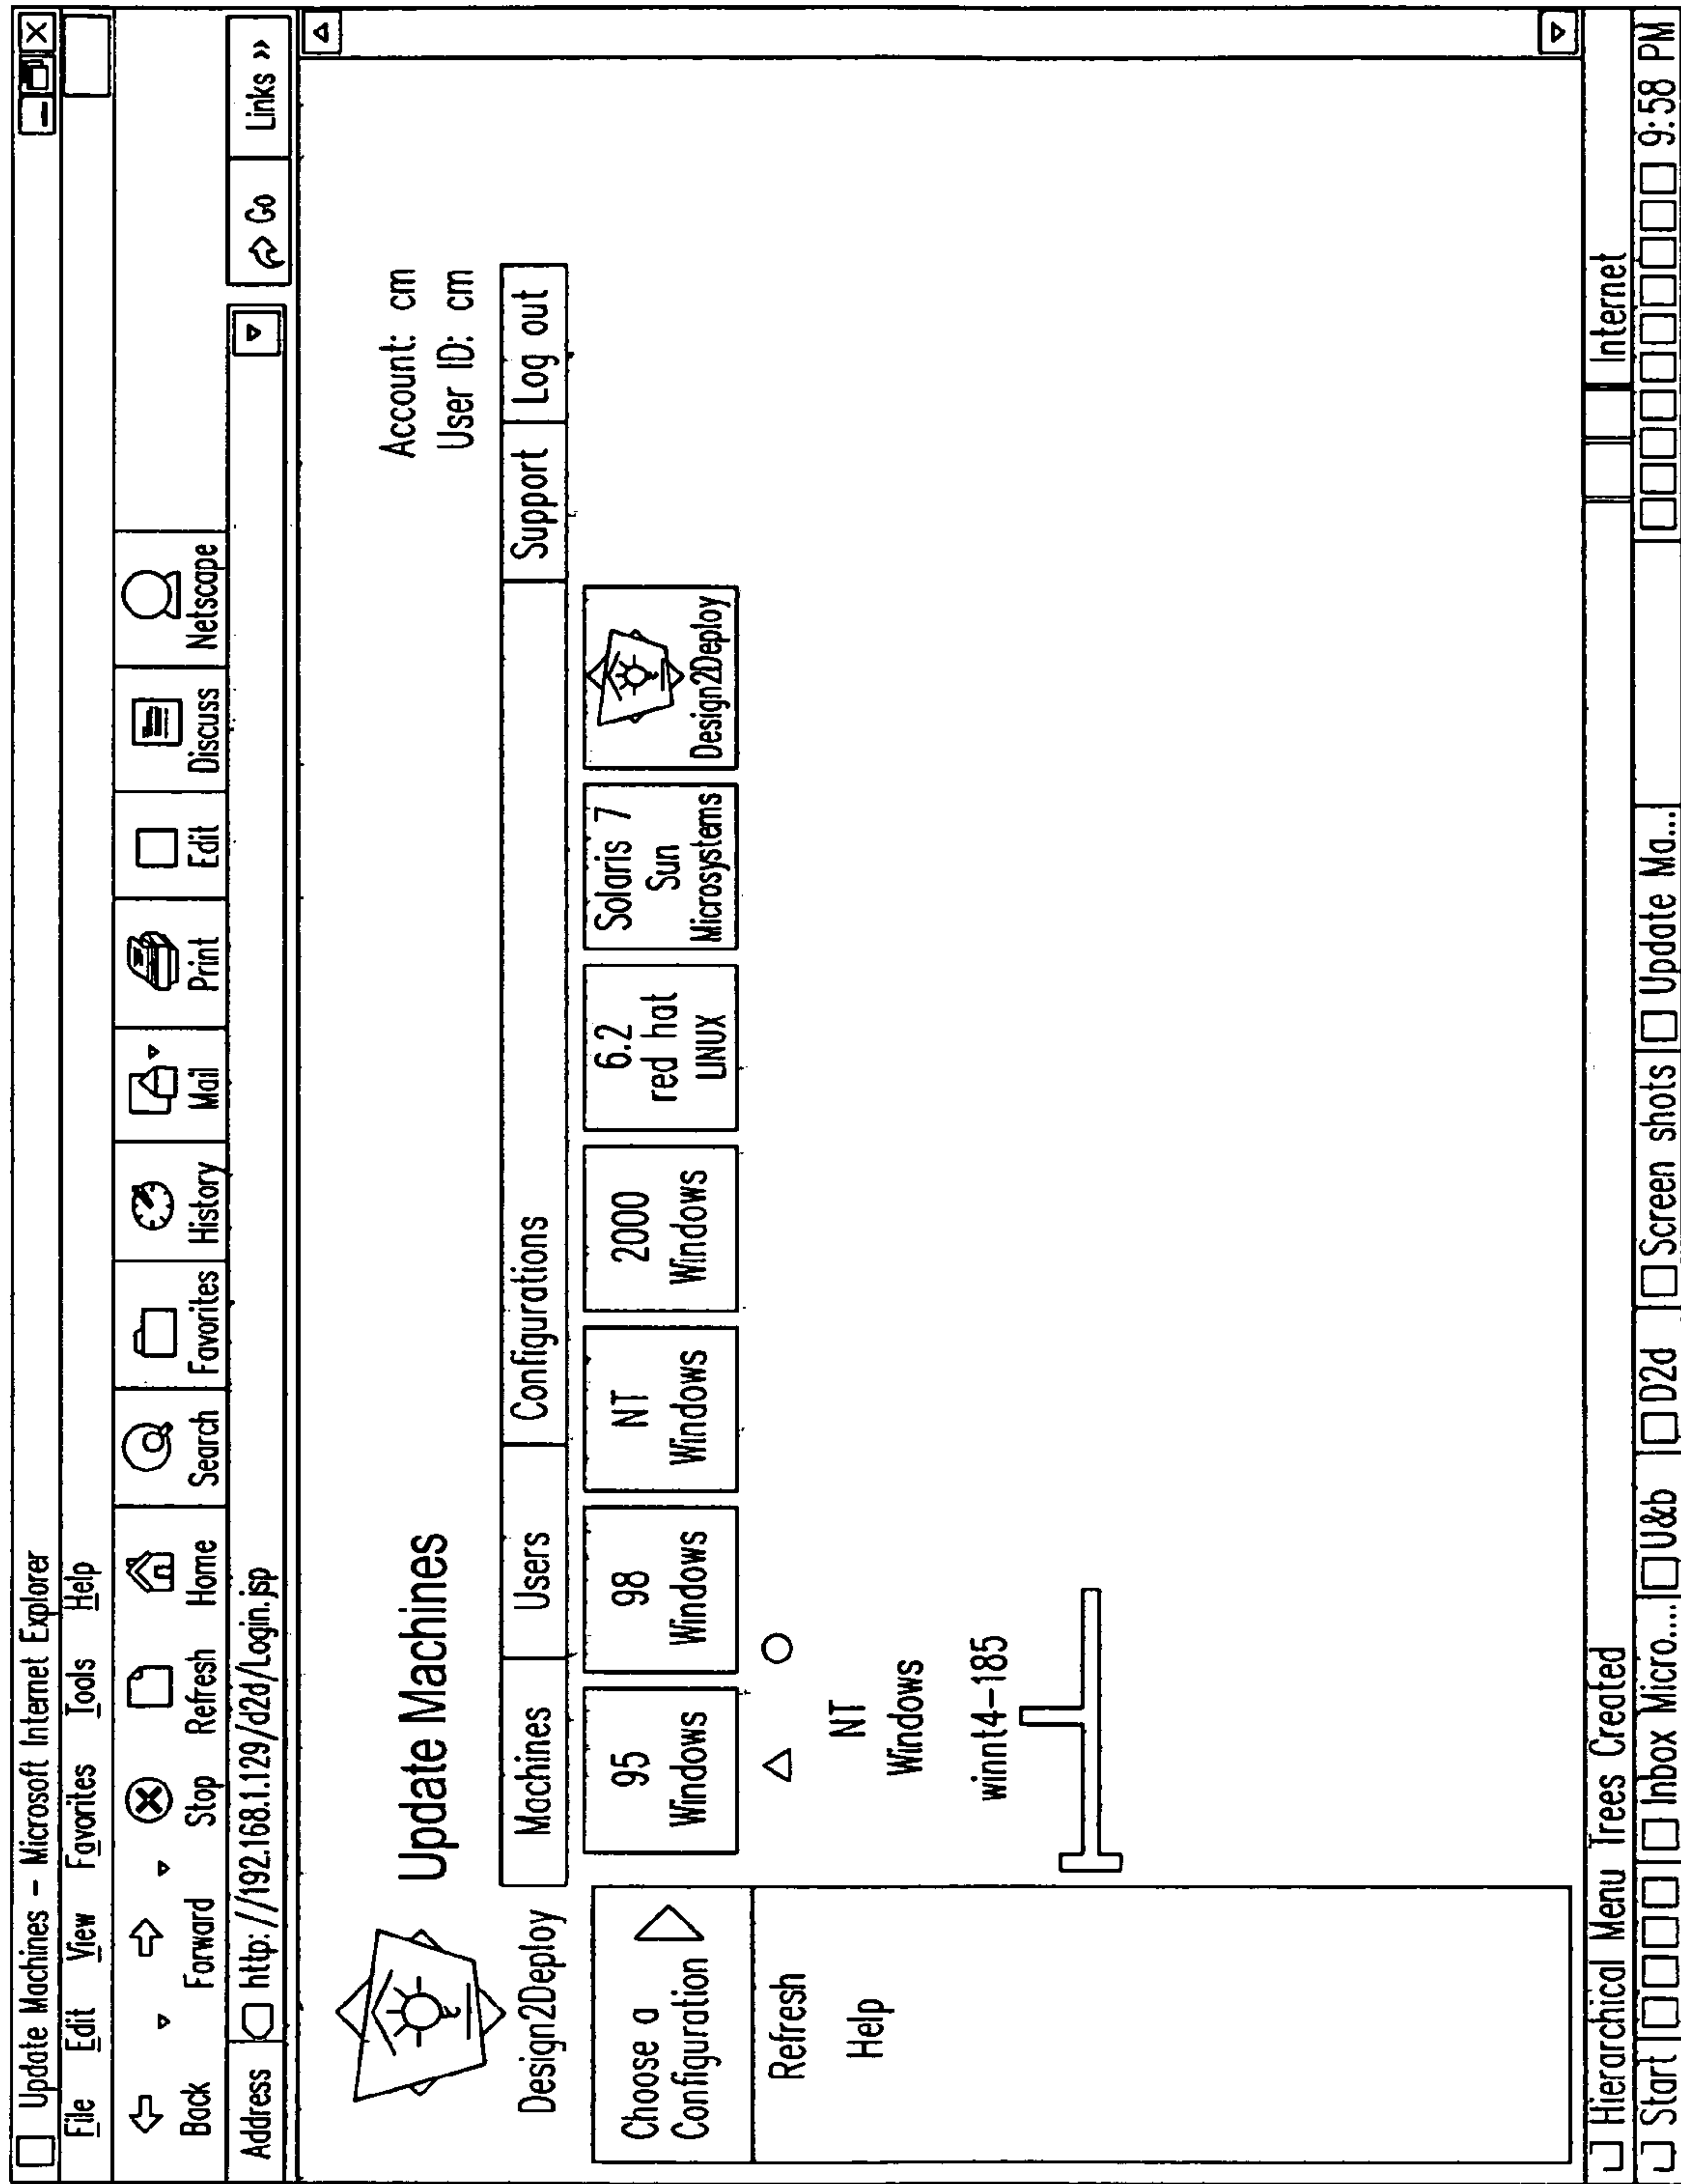 Update Machines – Microsoft Internet Explorer
File Edit View Favorites Tools Help
Back Forward Stop Refresh Home Search Favorites History Mail Print Edit Discuss Netscape
Address http://192.168.1.129/d2d/Login.jsp Go Links »
Design2Deploy
Update Machines
Account: cm
User ID: cm
Machines Users Configurations Support Log out
95 Windows
98 Windows
NT Windows
2000 Windows
6.2 red hat LINUX
Solaris 7 Sun Microsystems
Design2Deploy
Choose a
Configuration
Refresh
Help
NT
Windows
winnt4-185
Hierarchical Menu Trees Created Internet
Start Inbox Micro... U&b D2d Screen shots Update Ma... 9:58 PM